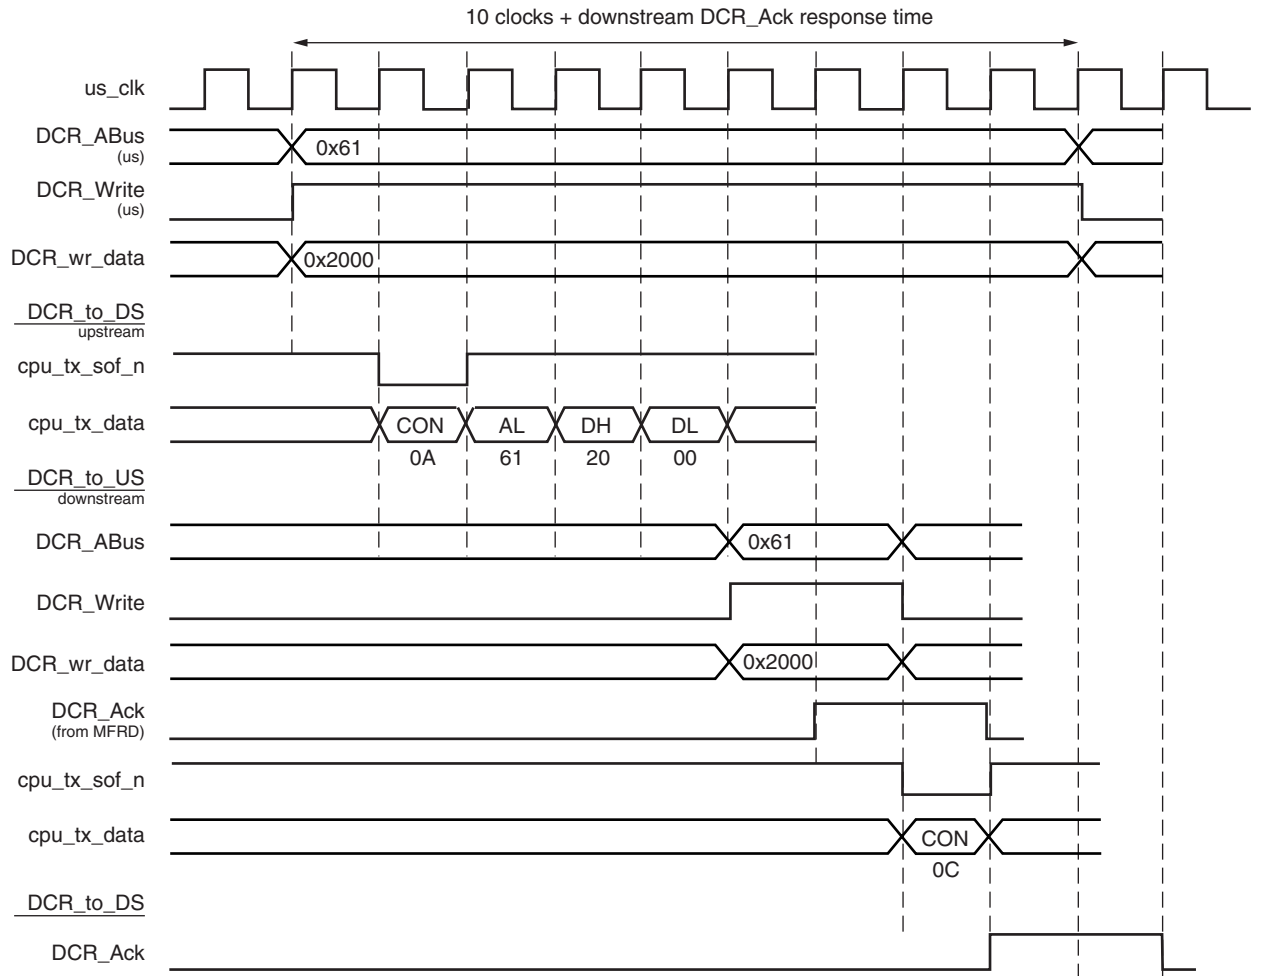 10 clocks + downstream DCR_Ack response time
us_clk
DCR_ABus
(us)
0x61
DCR_Write
(us)
DCR_wr_data
0x2000
DCR_to_DS
upstream
cpu_tx_sof_n
cpu_tx_data
CON AL DH DL
0A 61 20 00
DCR_to_US
downstream
DCR_ABus
0x61
DCR_Write
DCR_wr_data
0x2000
DCR_Ack
(from MFRD)
cpu_tx_sof_n
cpu_tx_data
CON
0C
DCR_to_DS
DCR_Ack